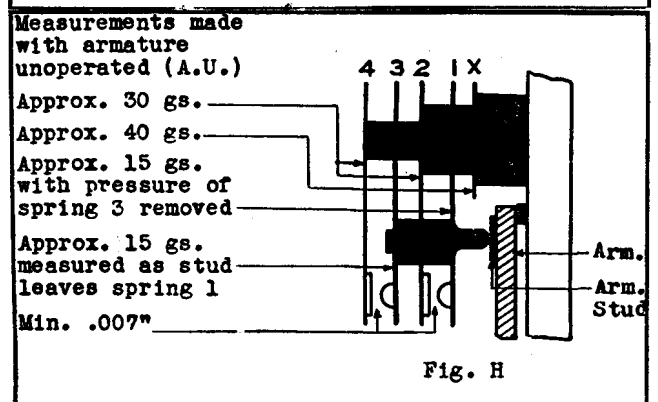 Measurements made
with armature
unoperated (A.U.)
4 3 2 1 X
Approx. 30 gs.
Approx. 40 gs.
Approx. 15 gs.
with pressure of
spring 3 removed
Approx. 15 gs.
measured as stud
leaves spring 1
Min. .007"
Arm.
Arm.
Stud
Fig. H